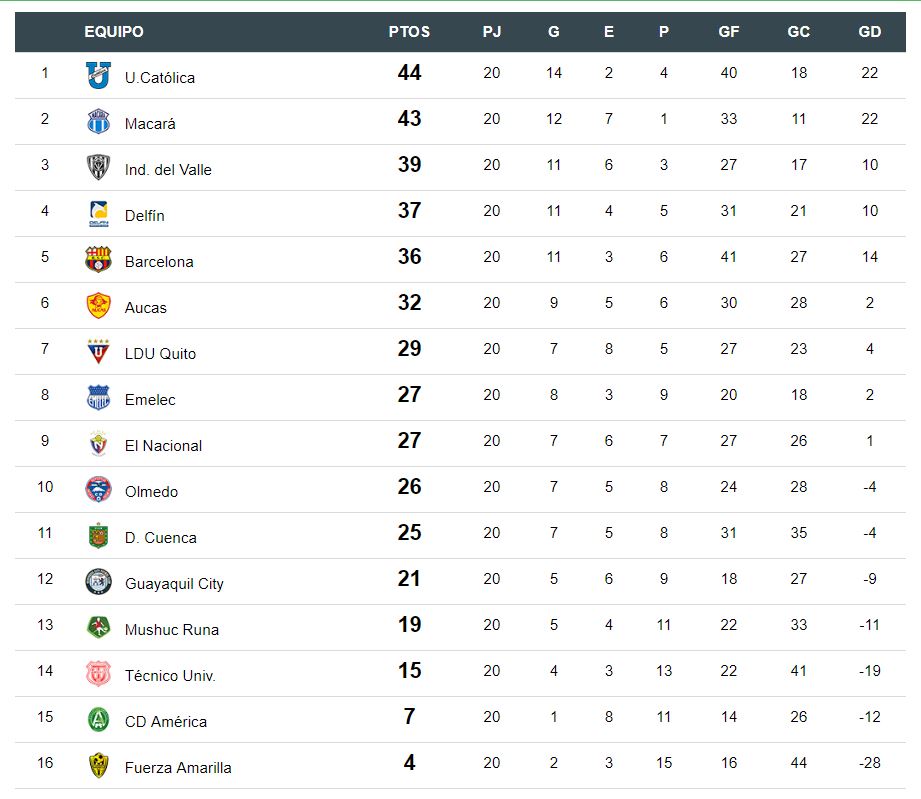 EQUIPO PTOS PJ G E P GF GC GD
1 U.Católica 44 20 14 2 4 40 18 22
2 Macará 43 20 12 7 1 33 11 22
3 Ind. del Valle 39 20 11 6 3 27 17 10
4 Delfín 37 20 11 4 5 31 21 10
5 Barcelona 36 20 11 3 6 41 27 14
6 Aucas 32 20 9 5 6 30 28 2
7 LDU Quito 29 20 7 8 5 27 23 4
8 Emelec 27 20 8 3 9 20 18 2
9 El Nacional 27 20 7 6 7 27 26 1
10 Olmedo 26 20 7 5 8 24 28 -4
11 D. Cuenca 25 20 7 5 8 31 35 -4
12 Guayaquil City 21 20 5 6 9 18 27 -9
13 Mushuc Runa 19 20 5 4 11 22 33 -11
14 Técnico Univ. 15 20 4 3 13 22 41 -19
15 CD América 7 20 1 8 11 14 26 -12
16 Fuerza Amarilla 4 20 2 3 15 16 44 -28